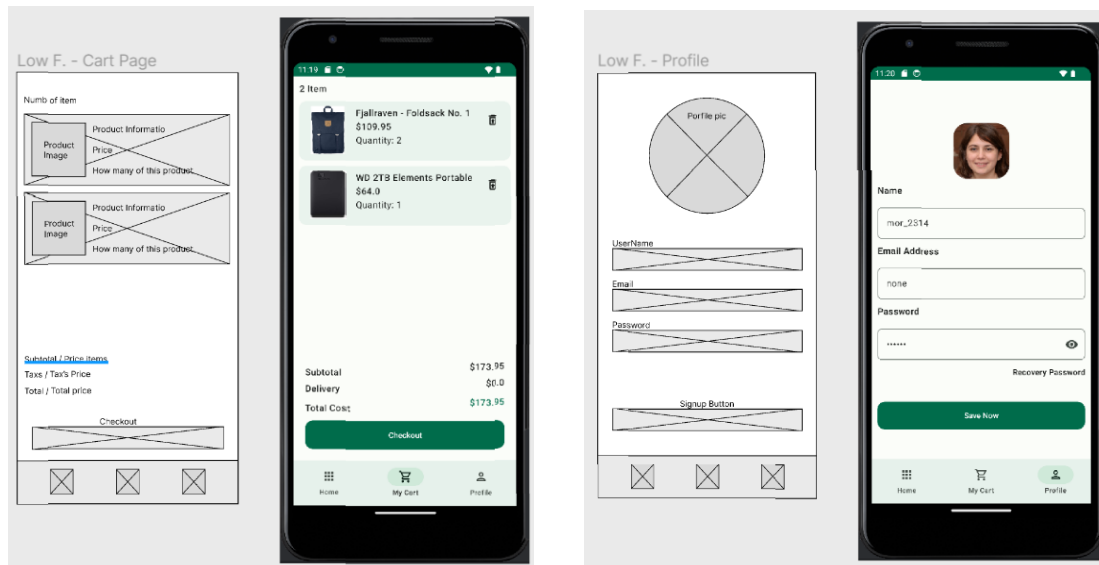 Low F. - Cart Page
Numb of item
Product Image
Product Informatio
Price
How many of this product
Product Image
Product Informatio
Price
How many of this product
Subtotal / Price items
Taxs / Tax's Price
Total / Total price
Checkout
11:19
2 Item
Fjallraven - Foldsack No. 1
$109.95
Quantity: 2
WD 2TB Elements Portable
$64.0
Quantity: 1
Subtotal $173.95
Delivery $0.0
Total Cost $173.95
Checkout
Home My Cart Profile
Low F. - Profile
Porfile pic
UserName
Email
Password
Signup Button
11:20
Name
mor_2314
Email Address
none
Password
······
Recovery Password
Save Now
Home My Cart Profile